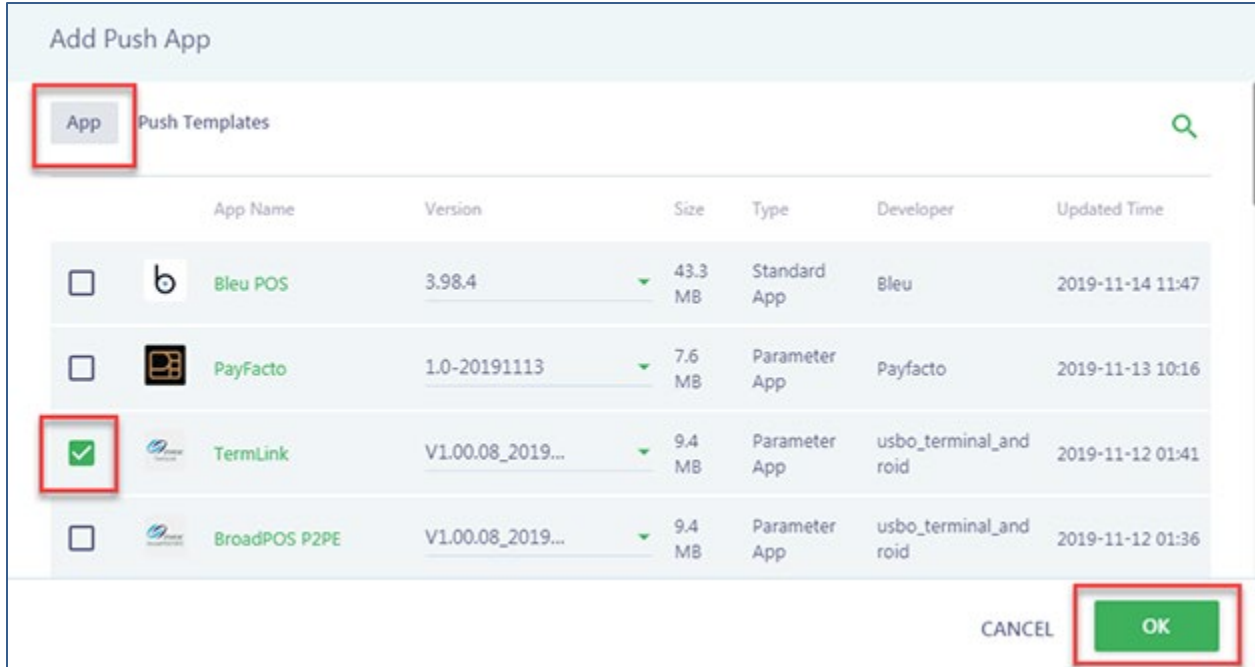 Add Push App
App Push Templates
App Name Version Size Type Developer Updated Time
Bleu POS 3.98.4 43.3 MB Standard App Bleu 2019-11-14 11:47
PayFacto 1.0-20191113 7.6 MB Parameter App Payfacto 2019-11-13 10:16
TermLink V1.00.08_2019... 9.4 MB Parameter App usbo_terminal_android 2019-11-12 01:41
BroadPOS P2PE V1.00.08_2019... 9.4 MB Parameter App usbo_terminal_android 2019-11-12 01:36
CANCEL OK